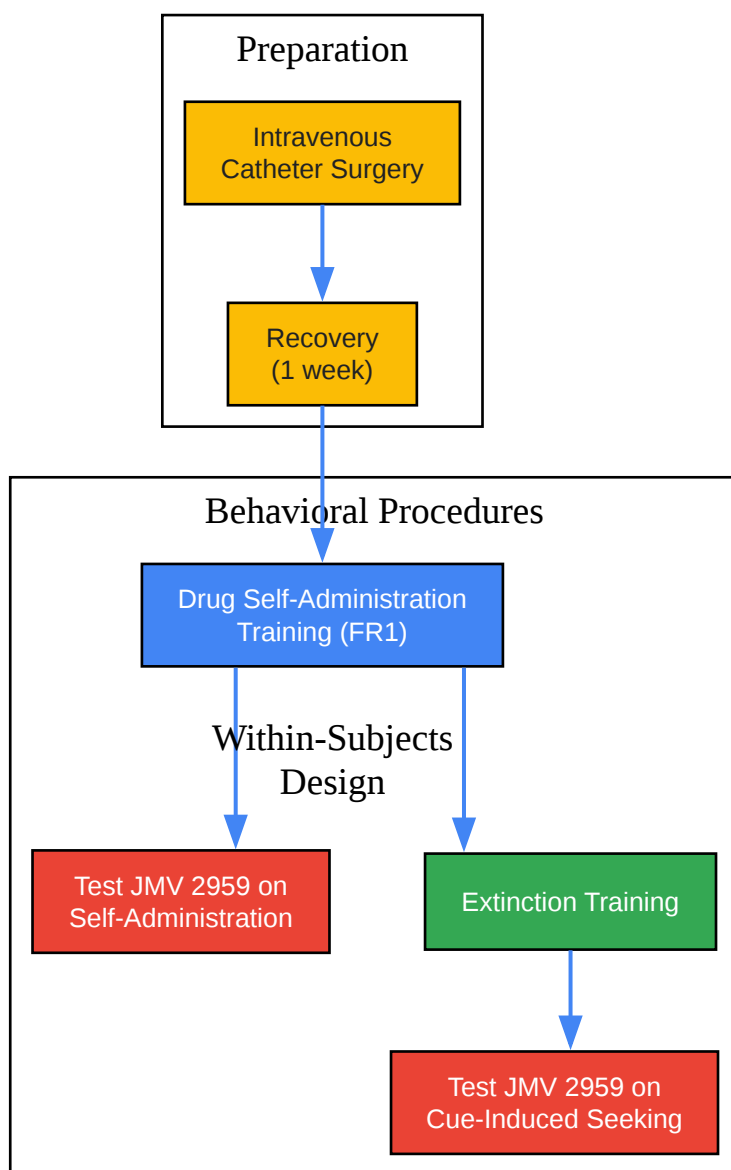 Preparation
Intravenous
Catheter Surgery
Recovery
(1 week)
Behavioral Procedures
Drug Self-Administration
Training (FR1)
Within-Subjects
Design
Test JMV 2959 on
Self-Administration
Extinction Training
Test JMV 2959 on
Cue-Induced Seeking